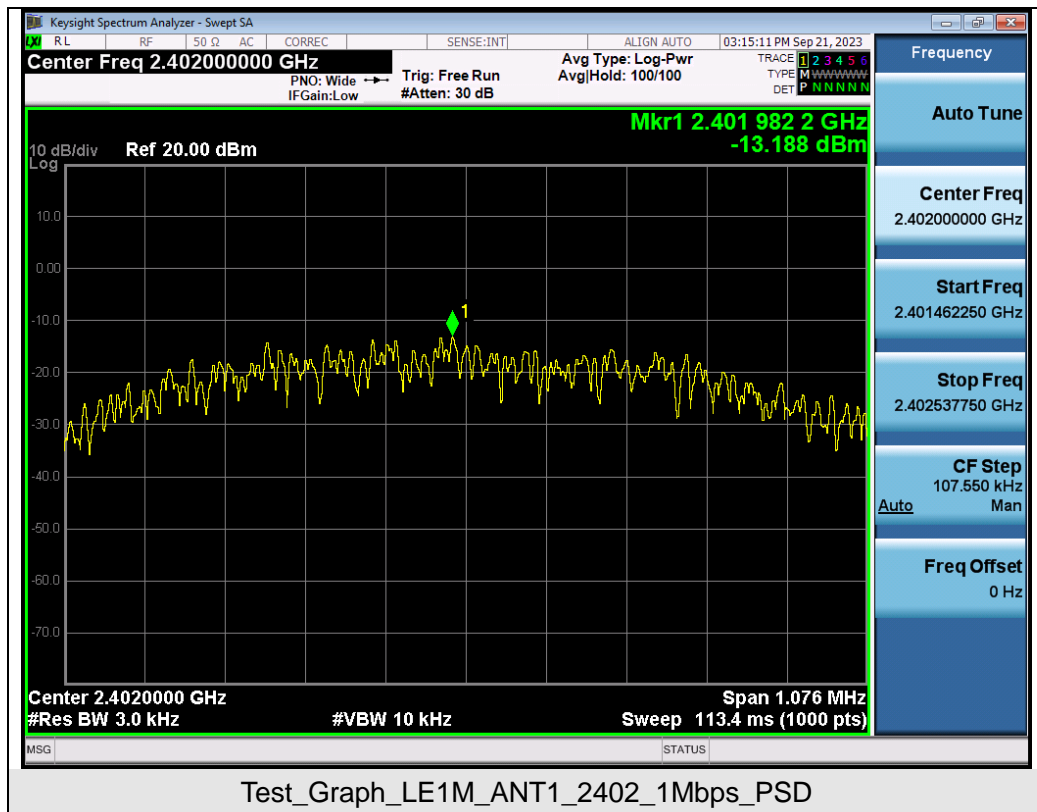 Keysight Spectrum Analyzer - Swept SA
LXI RL RF 50 Ω AC CORREC SENSE:INT ALIGN AUTO 03:15:11 PM Sep 21, 2023
Center Freq 2.402000000 GHz
PNO: Wide
IFGain:Low
Trig: Free Run
#Atten: 30 dB
Avg Type: Log-Pwr
Avg|Hold: 100/100
TRACE 1 2 3 4 5 6
TYPE M WWWWW
DET P N N N N N
Mkr1 2.401 982 2 GHz
-13.188 dBm
10 dB/div Ref 20.00 dBm
Log
10.0
0.00
-10.0
-20.0
-30.0
-40.0
-50.0
-60.0
-70.0
1
Center 2.4020000 GHz Span 1.076 MHz
#Res BW 3.0 kHz #VBW 10 kHz Sweep 113.4 ms (1000 pts)
MSG STATUS
Frequency
Auto Tune
Center Freq
2.402000000 GHz
Start Freq
2.401462250 GHz
Stop Freq
2.402537750 GHz
CF Step
107.550 kHz
Auto Man
Freq Offset
0 Hz
Test_Graph_LE1M_ANT1_2402_1Mbps_PSD